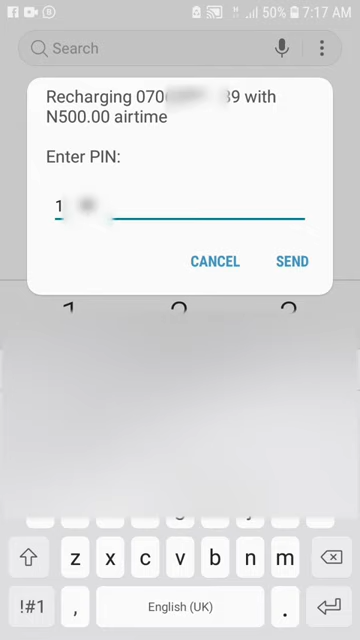 50% 7:17 AM
Search
Recharging 070 39 with
N500.00 airtime
Enter PIN:
1
CANCEL SEND
z x c v b n m
!#1 , English (UK) .